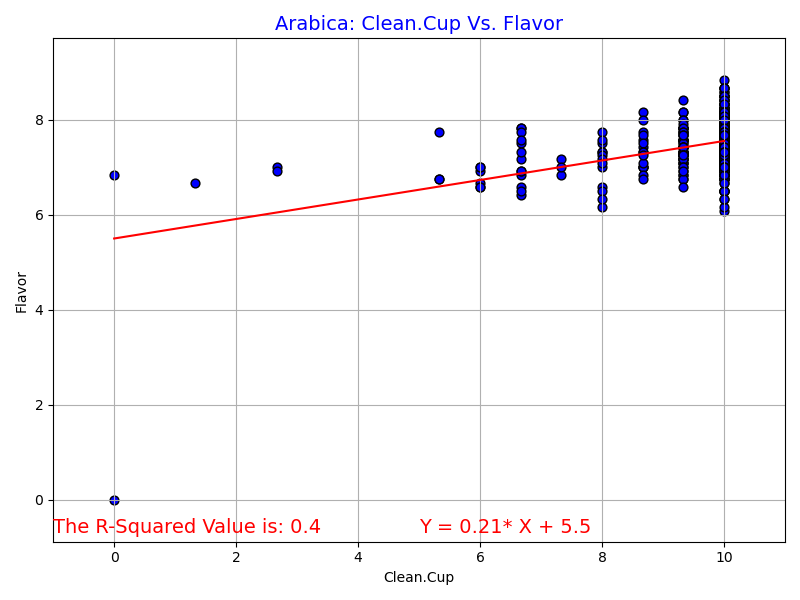 Arabica: Clean.Cup Vs. Flavor
Flavor
8
6
4
2
0
The R-Squared Value is: 0.4
Y = 0.21* X + 5.5
0 2 4 6 8 10
Clean.Cup